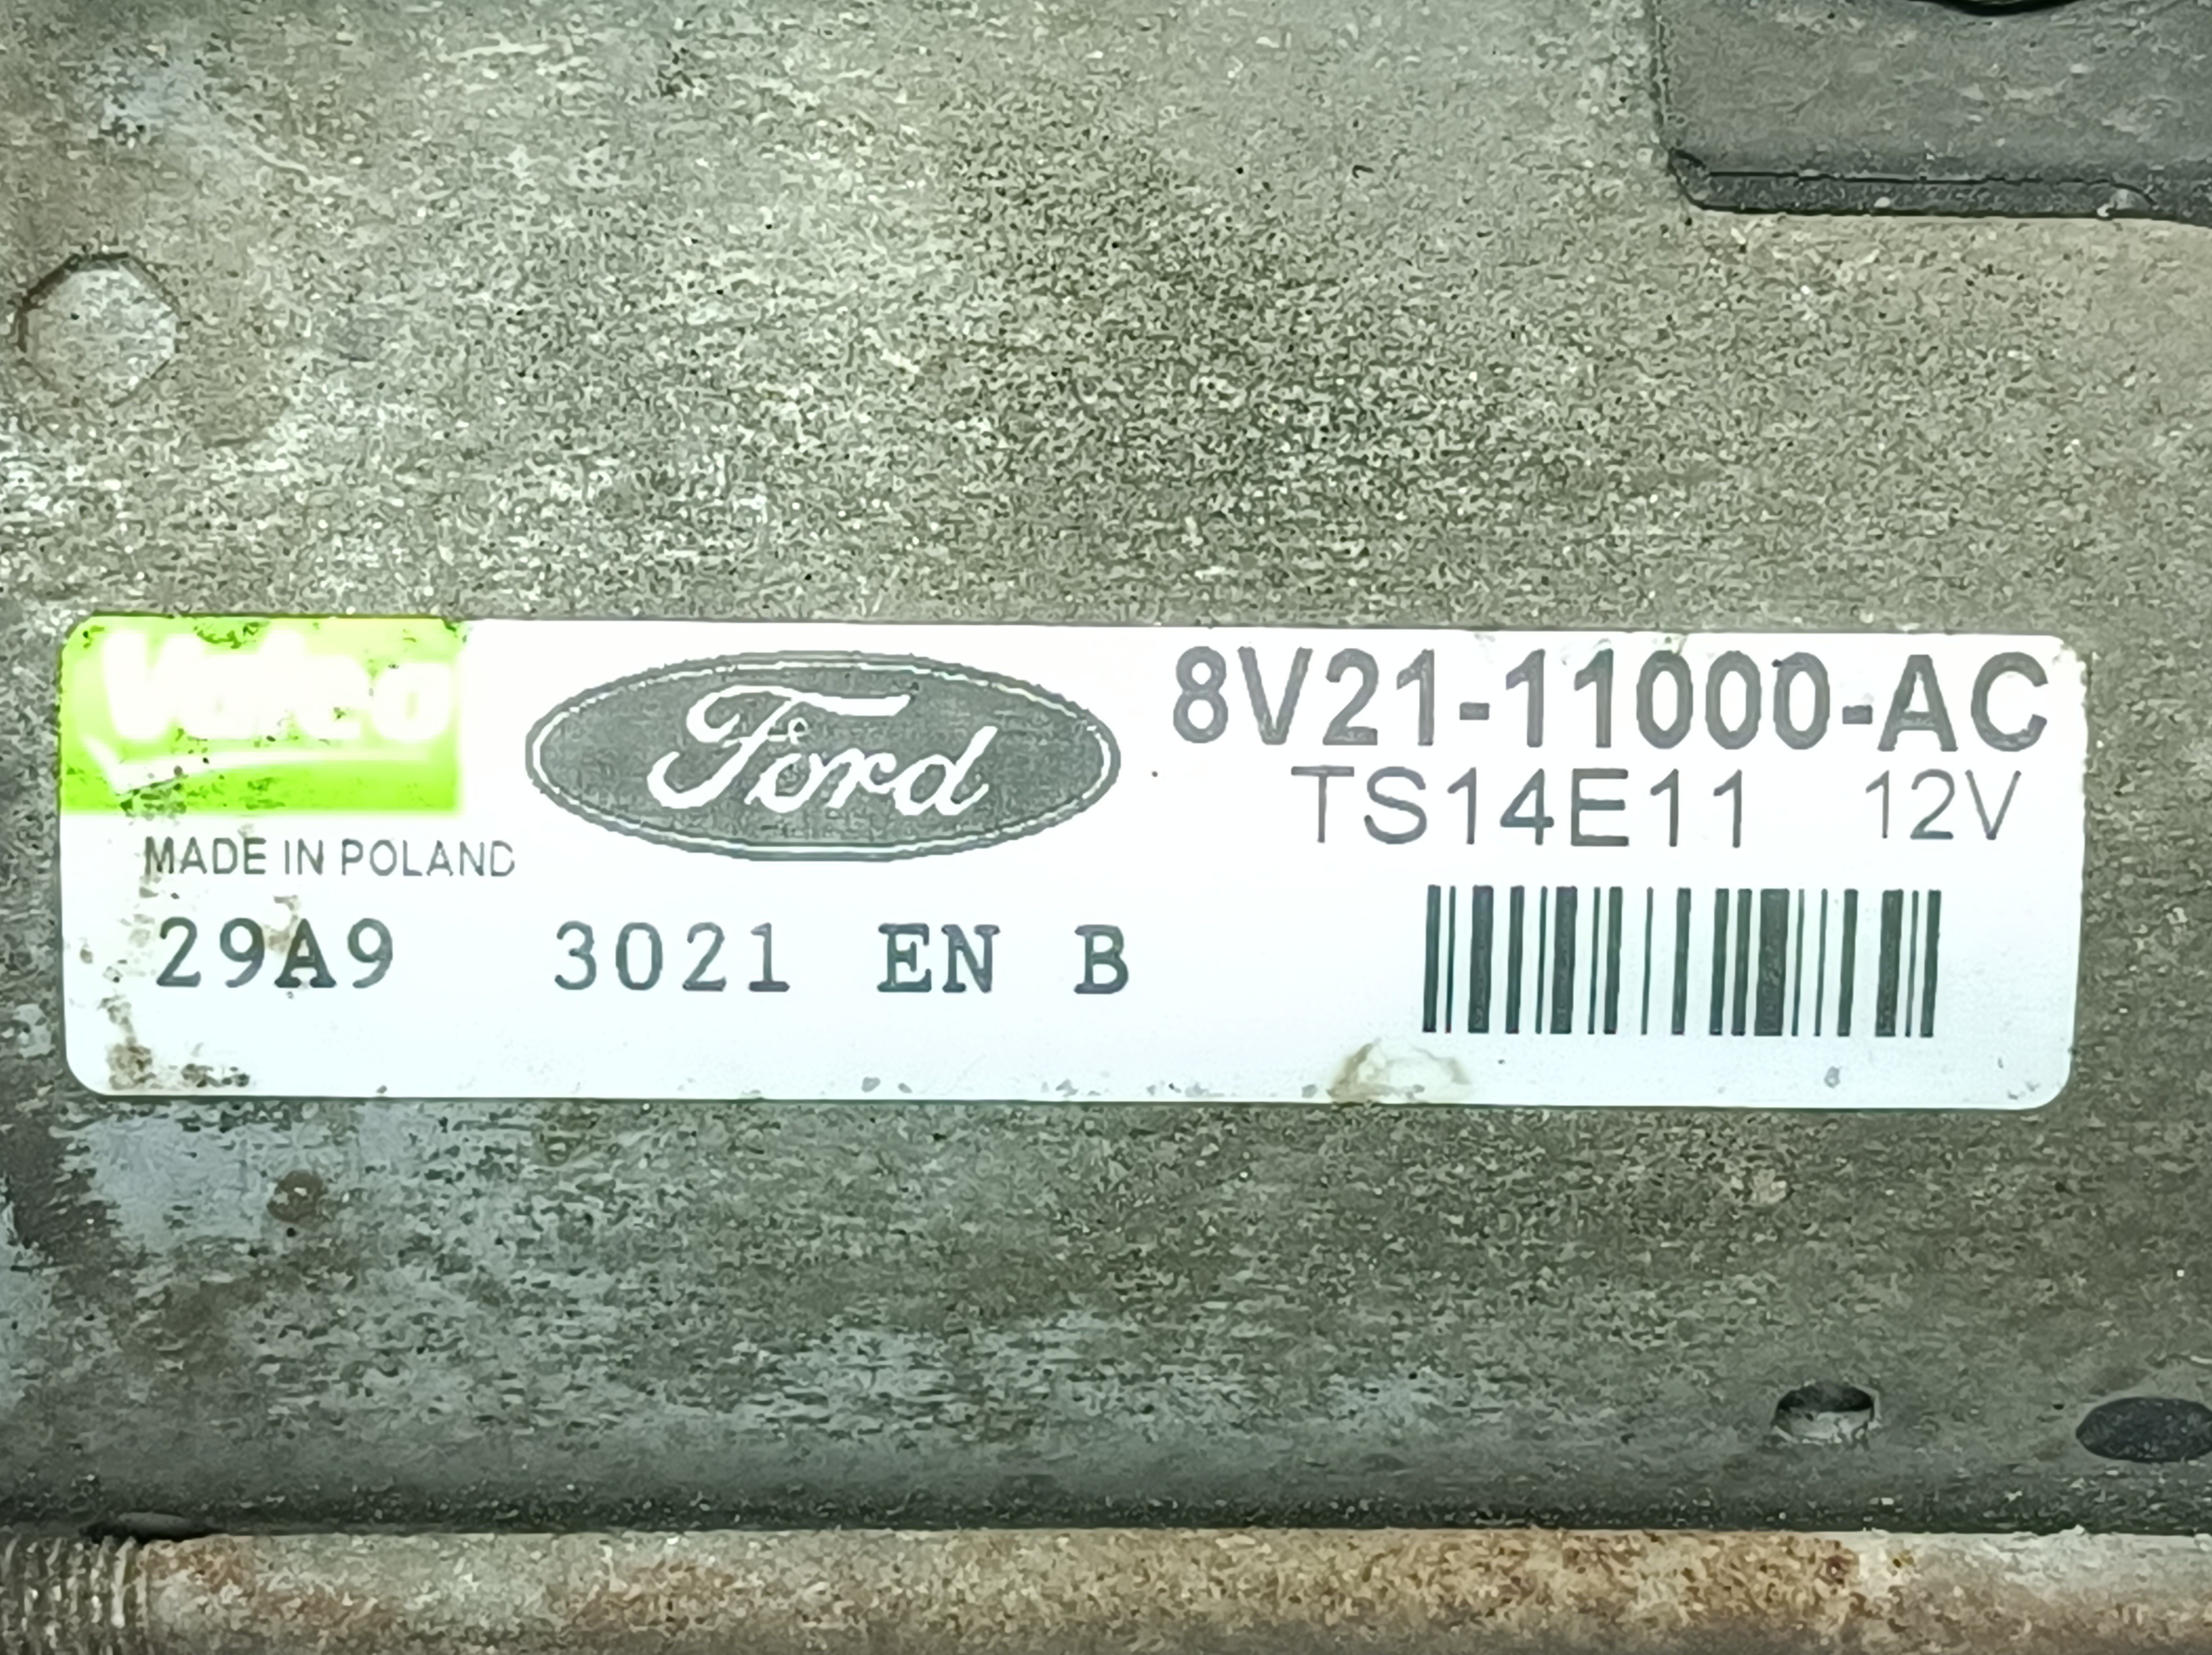 Valeo
Ford
8V21-11000-AC
TS14E11 12V
MADE IN POLAND
29A9 3021 EN B